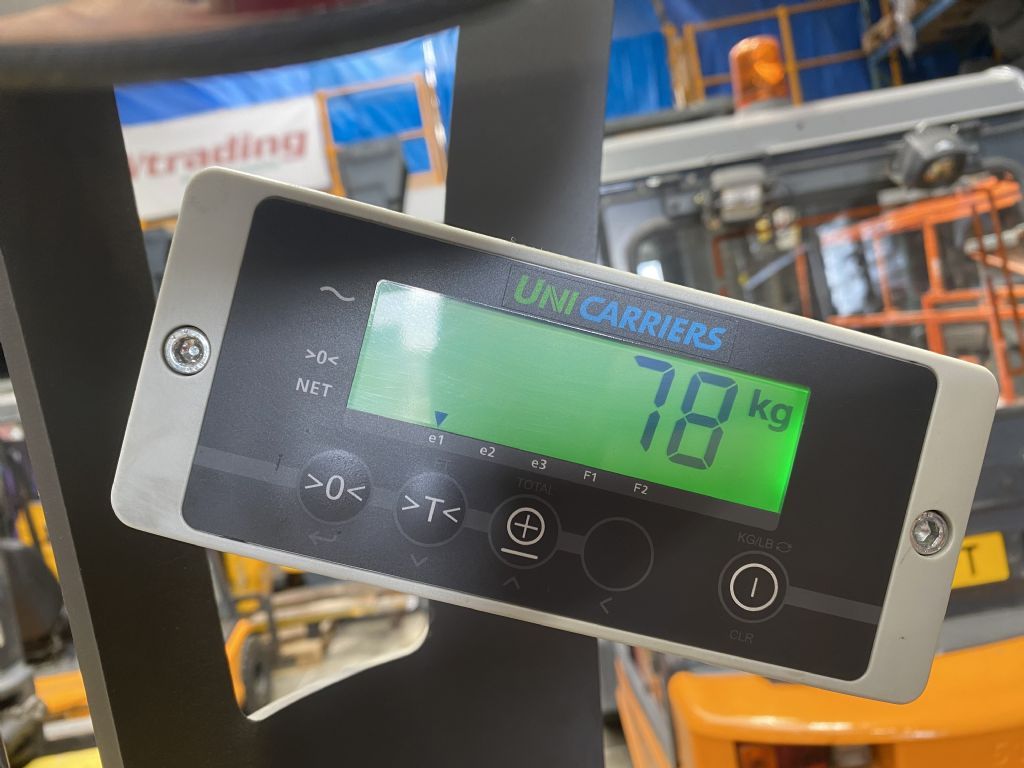 trading
UNICARRIERS
~
>0<
NET
78 kg
e1 e2 e3 F1 F2
TOTAL
>0< >T<
KG/LB
CLR